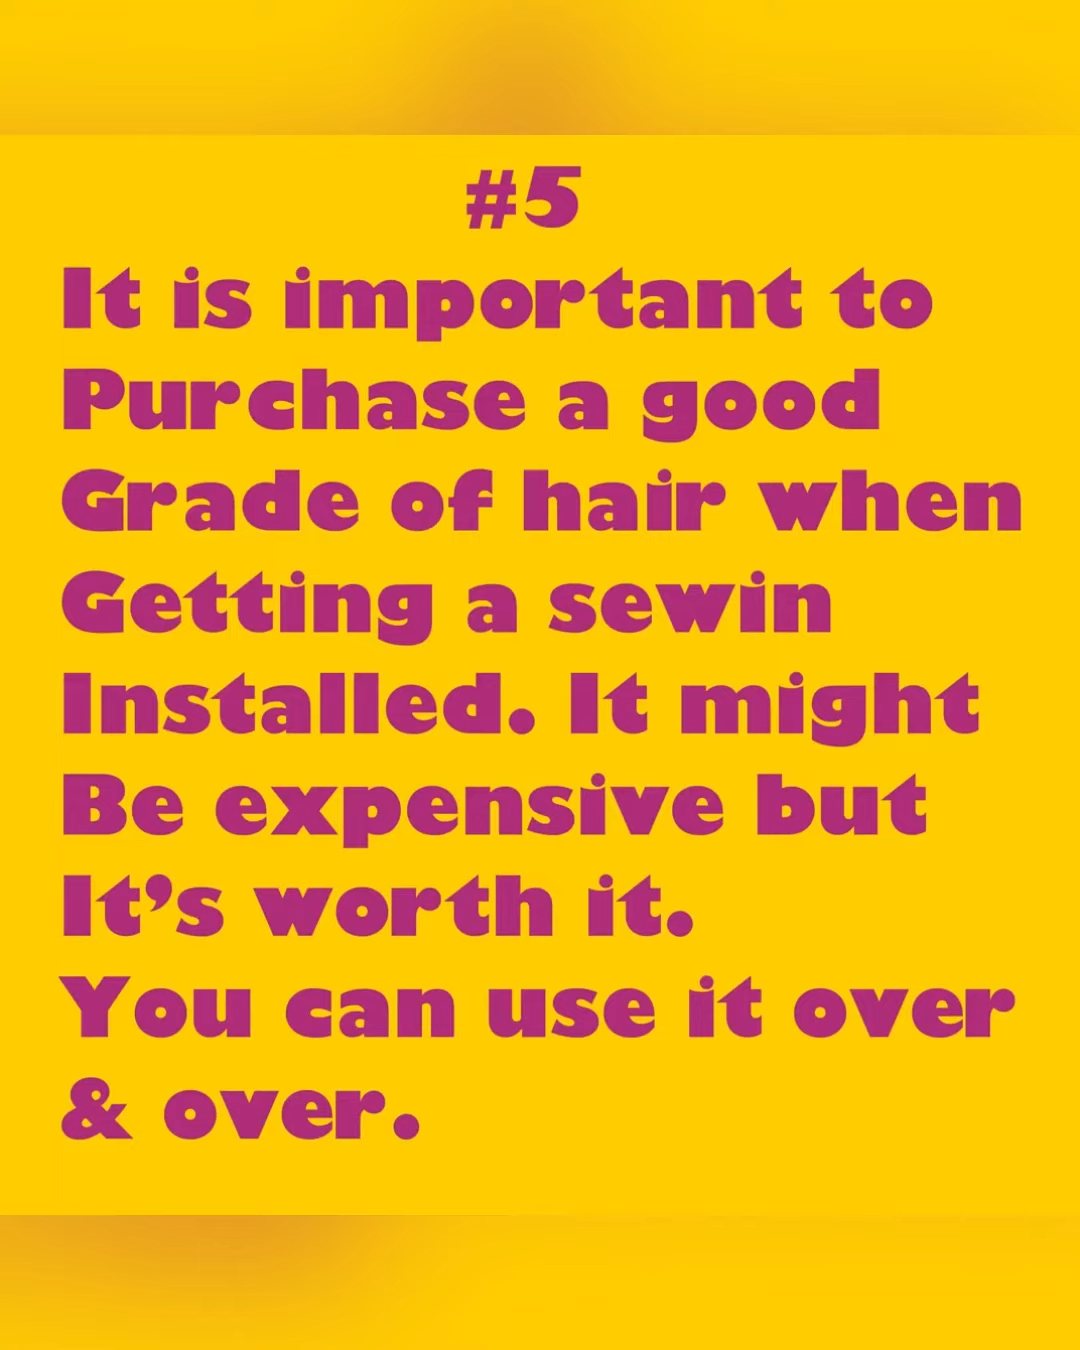 #5
It is important to
Purchase a good
Grade of hair when
Getting a sewin
Installed. It might
Be expensive but
It’s worth it.
You can use it over
& over.